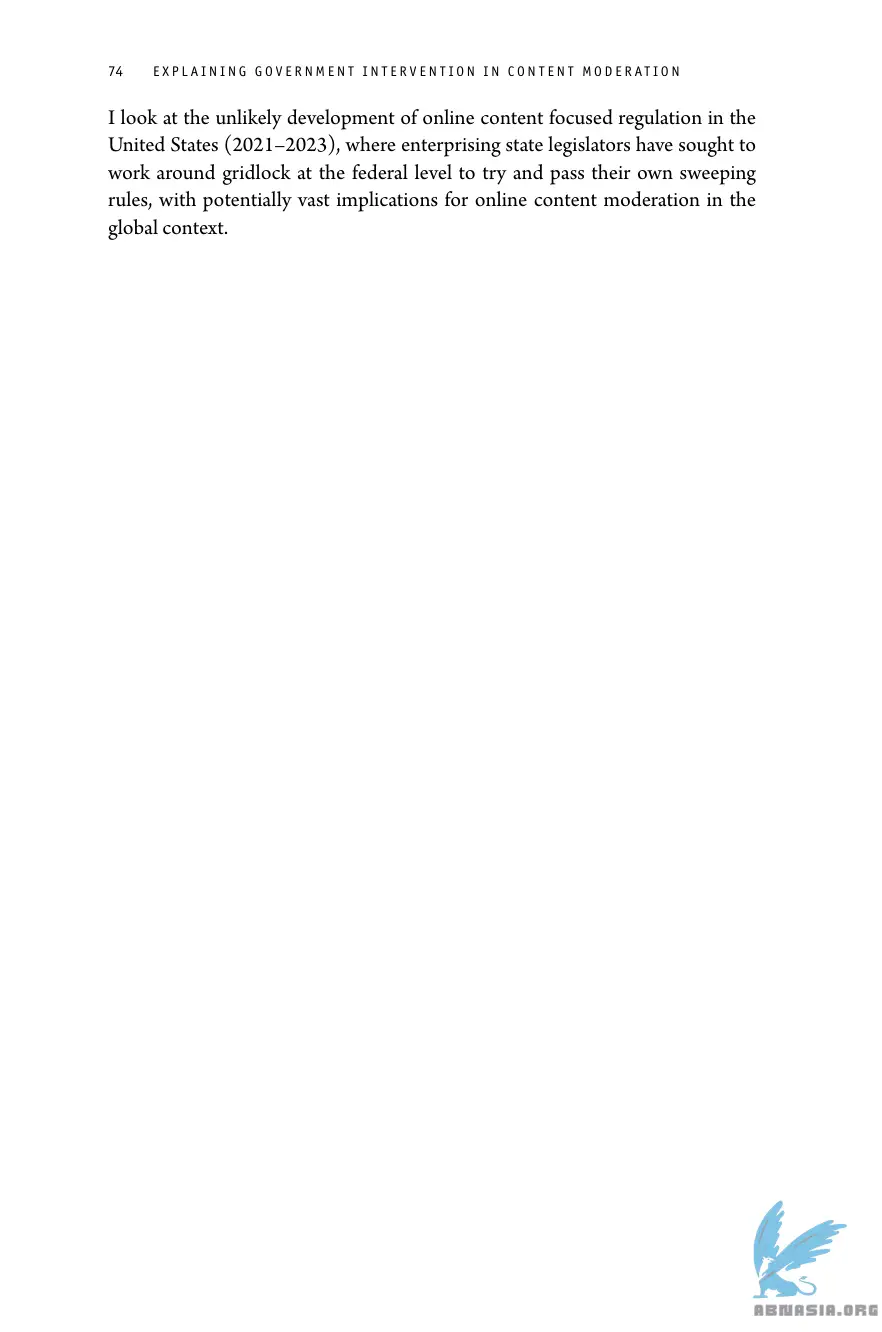 74 EXPLAINING GOVERNMENT INTERVENTION IN CONTENT MODERATION
I look at the unlikely development of online content focused regulation in the
United States (2021–2023), where enterprising state legislators have sought to
work around gridlock at the federal level to try and pass their own sweeping
rules, with potentially vast implications for online content moderation in the
global context.
ABNASIA.ORG